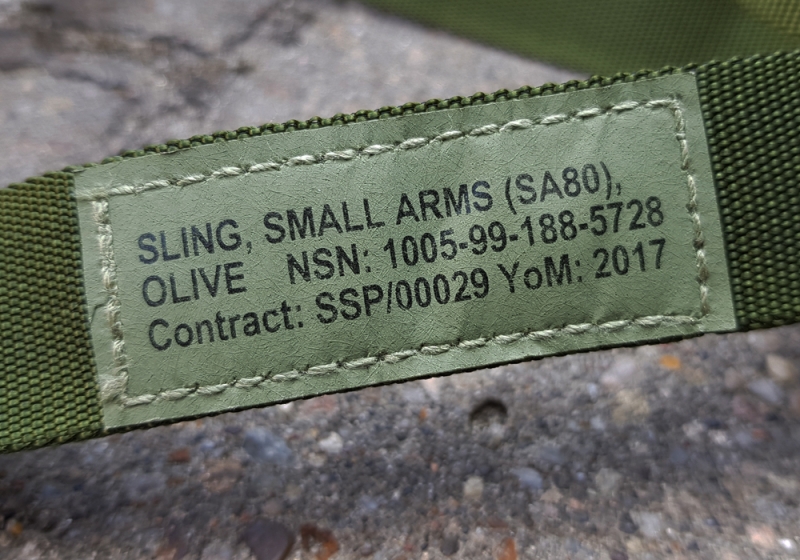 SLING, SMALL ARMS (SA80),
OLIVE NSN: 1005-99-188-5728
Contract: SSP/00029 YoM: 2017